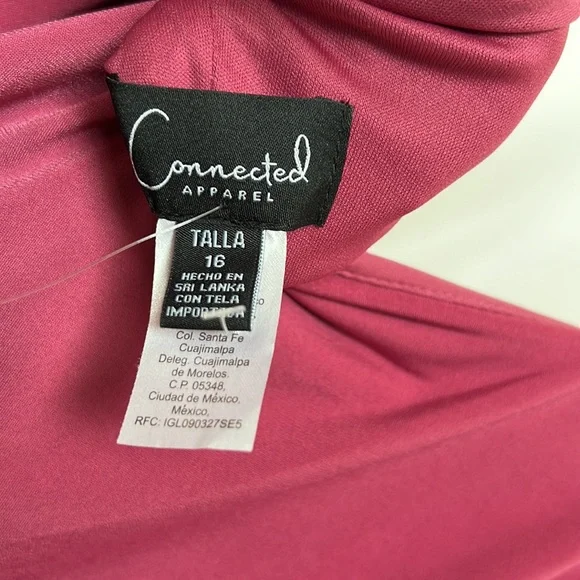 Connected
APPAREL
TALLA
16
HECHO EN
SRI LANKA
CON TELA
IMPORTADA
Col. Santa Fe
Cuajimalpa
Deleg. Cuajimalpa
de Morelos.
C.P. 05348,
Ciudad de México,
México,
RFC: IGL090327SE5